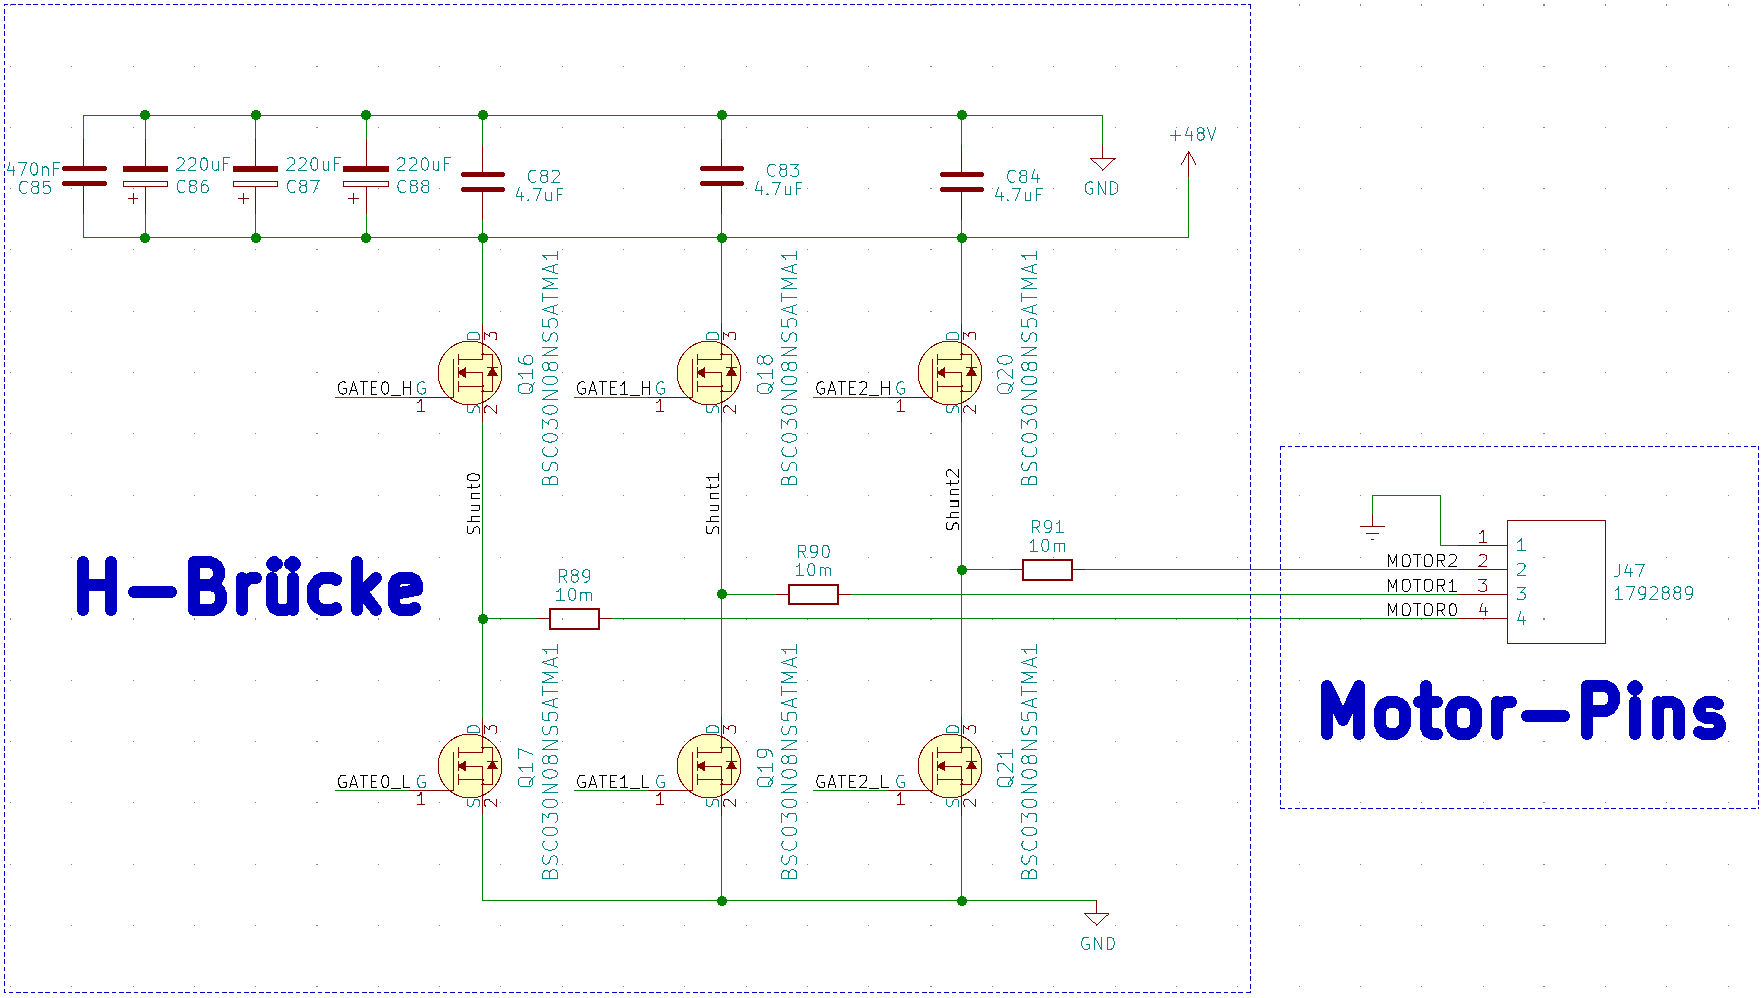 +48V
GND
470nF
C85
220uF
C86
220uF
C87
220uF
C88
+
+
+
C82
4.7uF
C83
4.7uF
C84
4.7uF
GATE0_H
G
1
D
3
S
2
Q16
BSC030N08NS5ATMA1
GATE1_H
G
1
D
3
S
2
Q18
BSC030N08NS5ATMA1
GATE2_H
G
1
D
3
S
2
Q20
BSC030N08NS5ATMA1
Shunt0
Shunt1
Shunt2
R91
10m
R90
10m
R89
10m
H-Brücke
MOTOR2
MOTOR1
MOTOR0
1
2
3
4
1
2
3
4
J47
1792889
Motor-Pins
GATE0_L
G
1
D
3
S
2
Q17
BSC030N08NS5ATMA1
GATE1_L
G
1
D
3
S
2
Q19
BSC030N08NS5ATMA1
GATE2_L
G
1
D
3
S
2
Q21
BSC030N08NS5ATMA1
GND